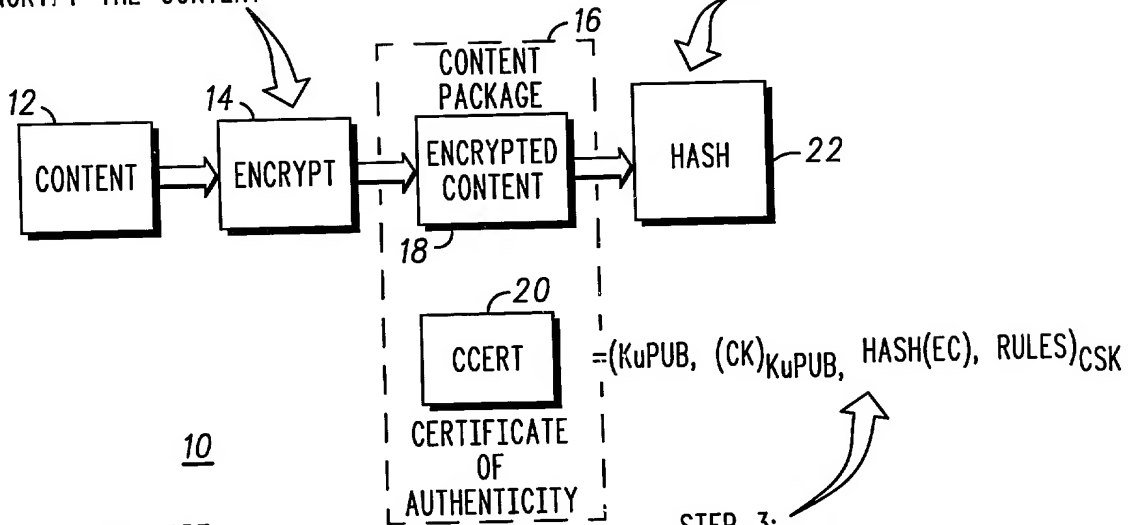 THE CONTENT
16
CONTENT
PACKAGE
12
14
CONTENT
ENCRYPT
ENCRYPTED
CONTENT
HASH
22
18
20
CCERT
=(KuPUB, (CK)KuPUB, HASH(EC), RULES)CSK
10
CERTIFICATE
OF
AUTHENTICITY
STEP 3: